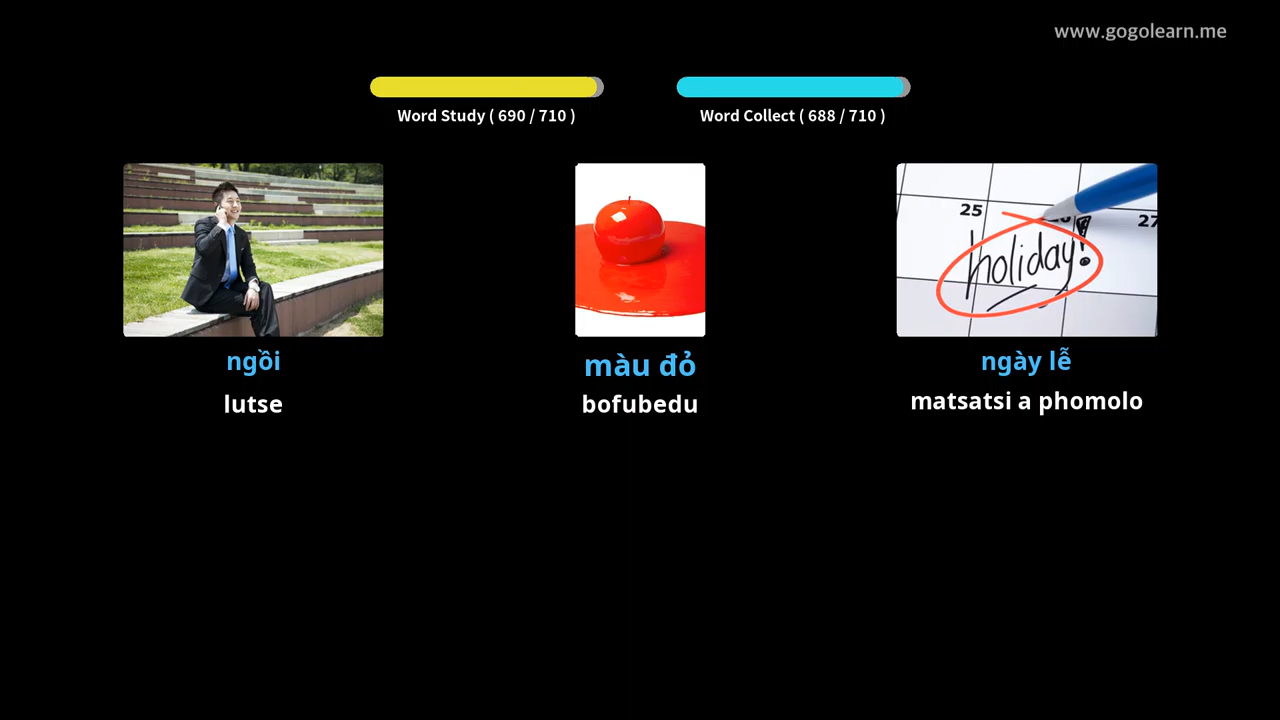 www.gogolearn.me
Word Study ( 690 / 710 )
Word Collect ( 688 / 710 )
25
27
holiday!
ngồi
màu đỏ
ngày lễ
lutse
bofubedu
matsatsi a phomolo